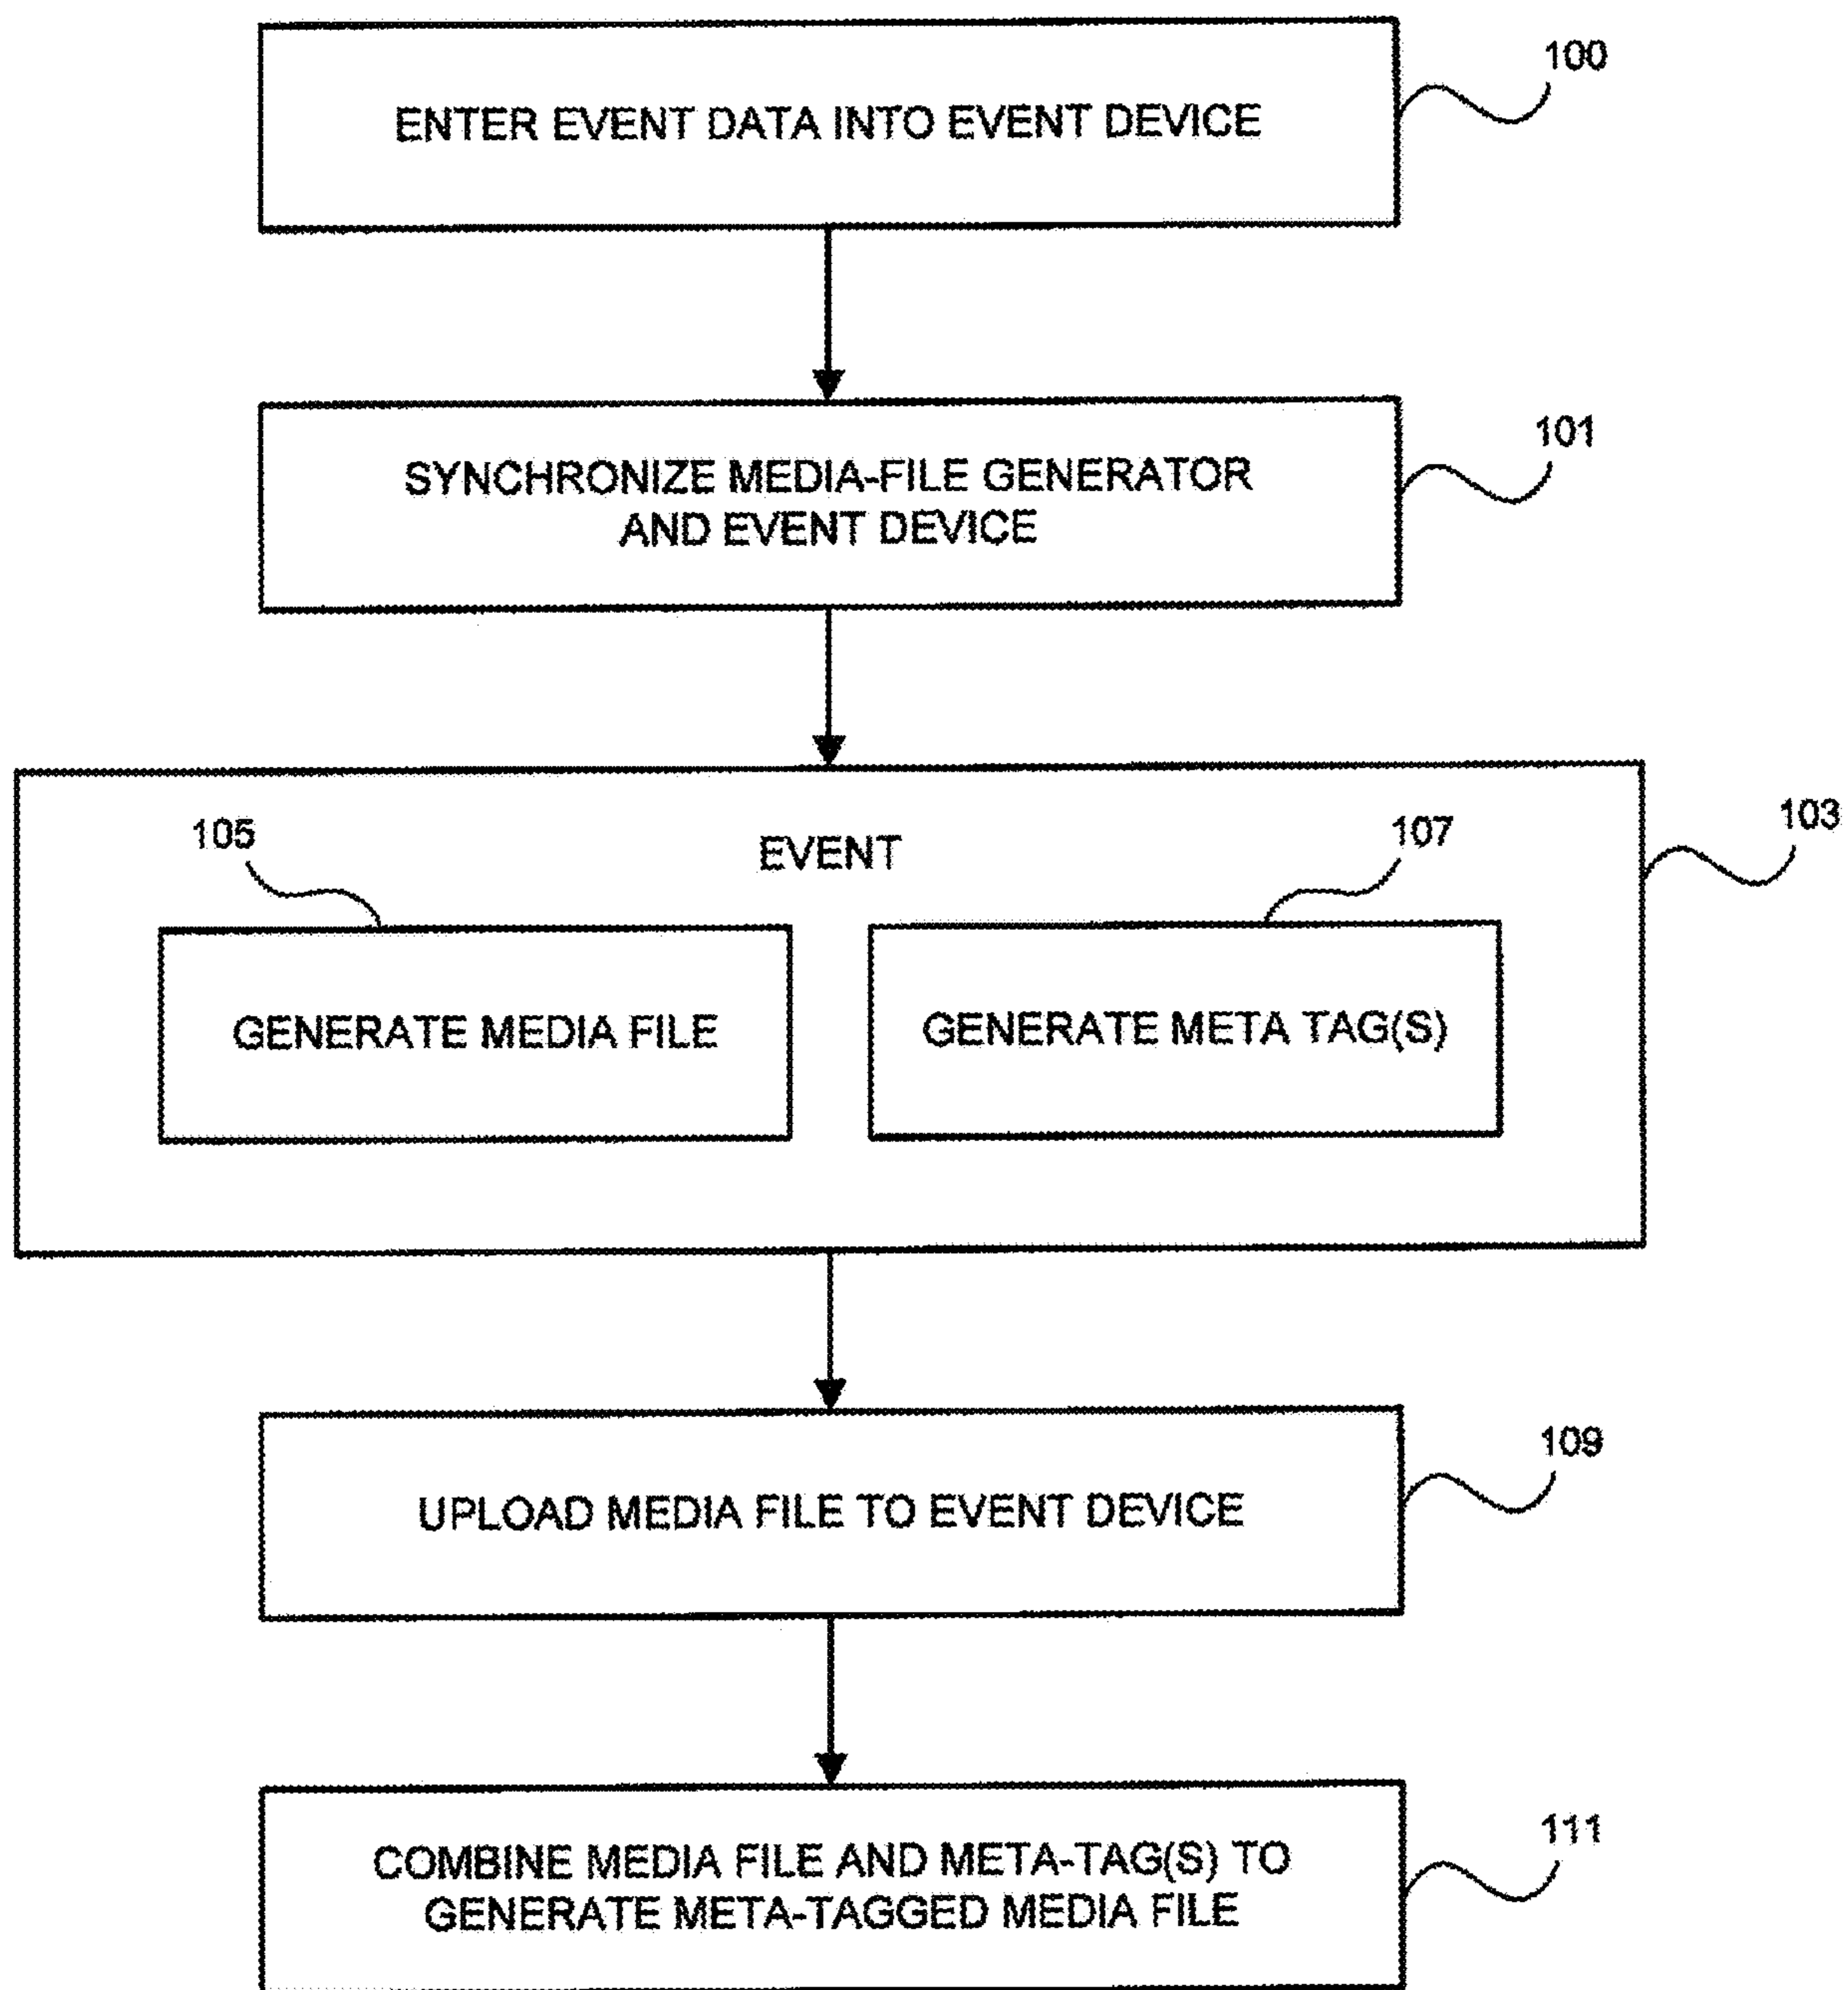 100
ENTER EVENT DATA INTO EVENT DEVICE
101
SYNCHRONIZE MEDIA-FILE GENERATOR
AND EVENT DEVICE
103
105
EVENT
107
GENERATE MEDIA FILE
GENERATE META TAG(S)
109
UPLOAD MEDIA FILE TO EVENT DEVICE
111
COMBINE MEDIA FILE AND META-TAG(S) TO
GENERATE META-TAGGED MEDIA FILE